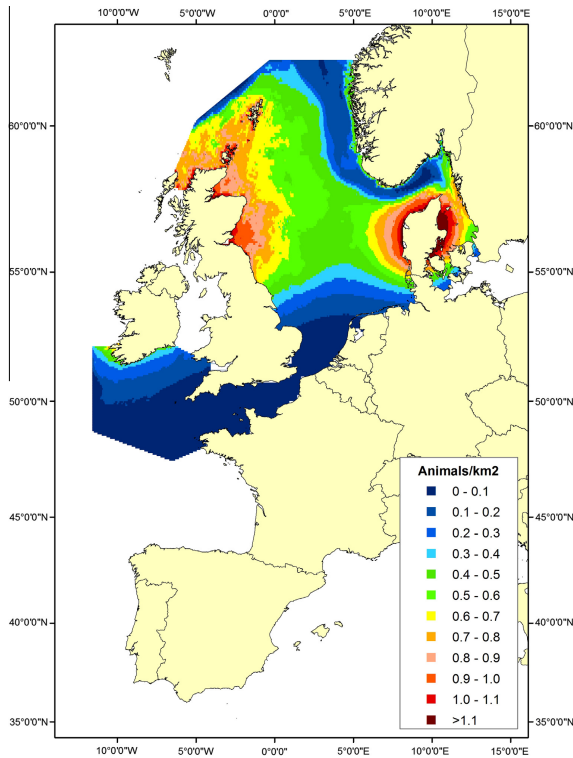 10°0'0"W 5°0'0"W 0°0'0" 5°0'0"E 10°0'0"E 15°0'0"E
60°0'0"N 60°0'0"N
55°0'0"N 55°0'0"N
50°0'0"N 50°0'0"N
Animals/km2
0 - 0.1
0.1 - 0.2
0.2 - 0.3
0.3 - 0.4
0.4 - 0.5
0.5 - 0.6
0.6 - 0.7
0.7 - 0.8
0.8 - 0.9
0.9 - 1.0
1.0 - 1.1
>1.1
45°0'0"N 45°0'0"N
40°0'0"N 40°0'0"N
35°0'0"N 35°0'0"N
10°0'0"W 5°0'0"W 0°0'0" 5°0'0"E 10°0'0"E 15°0'0"E